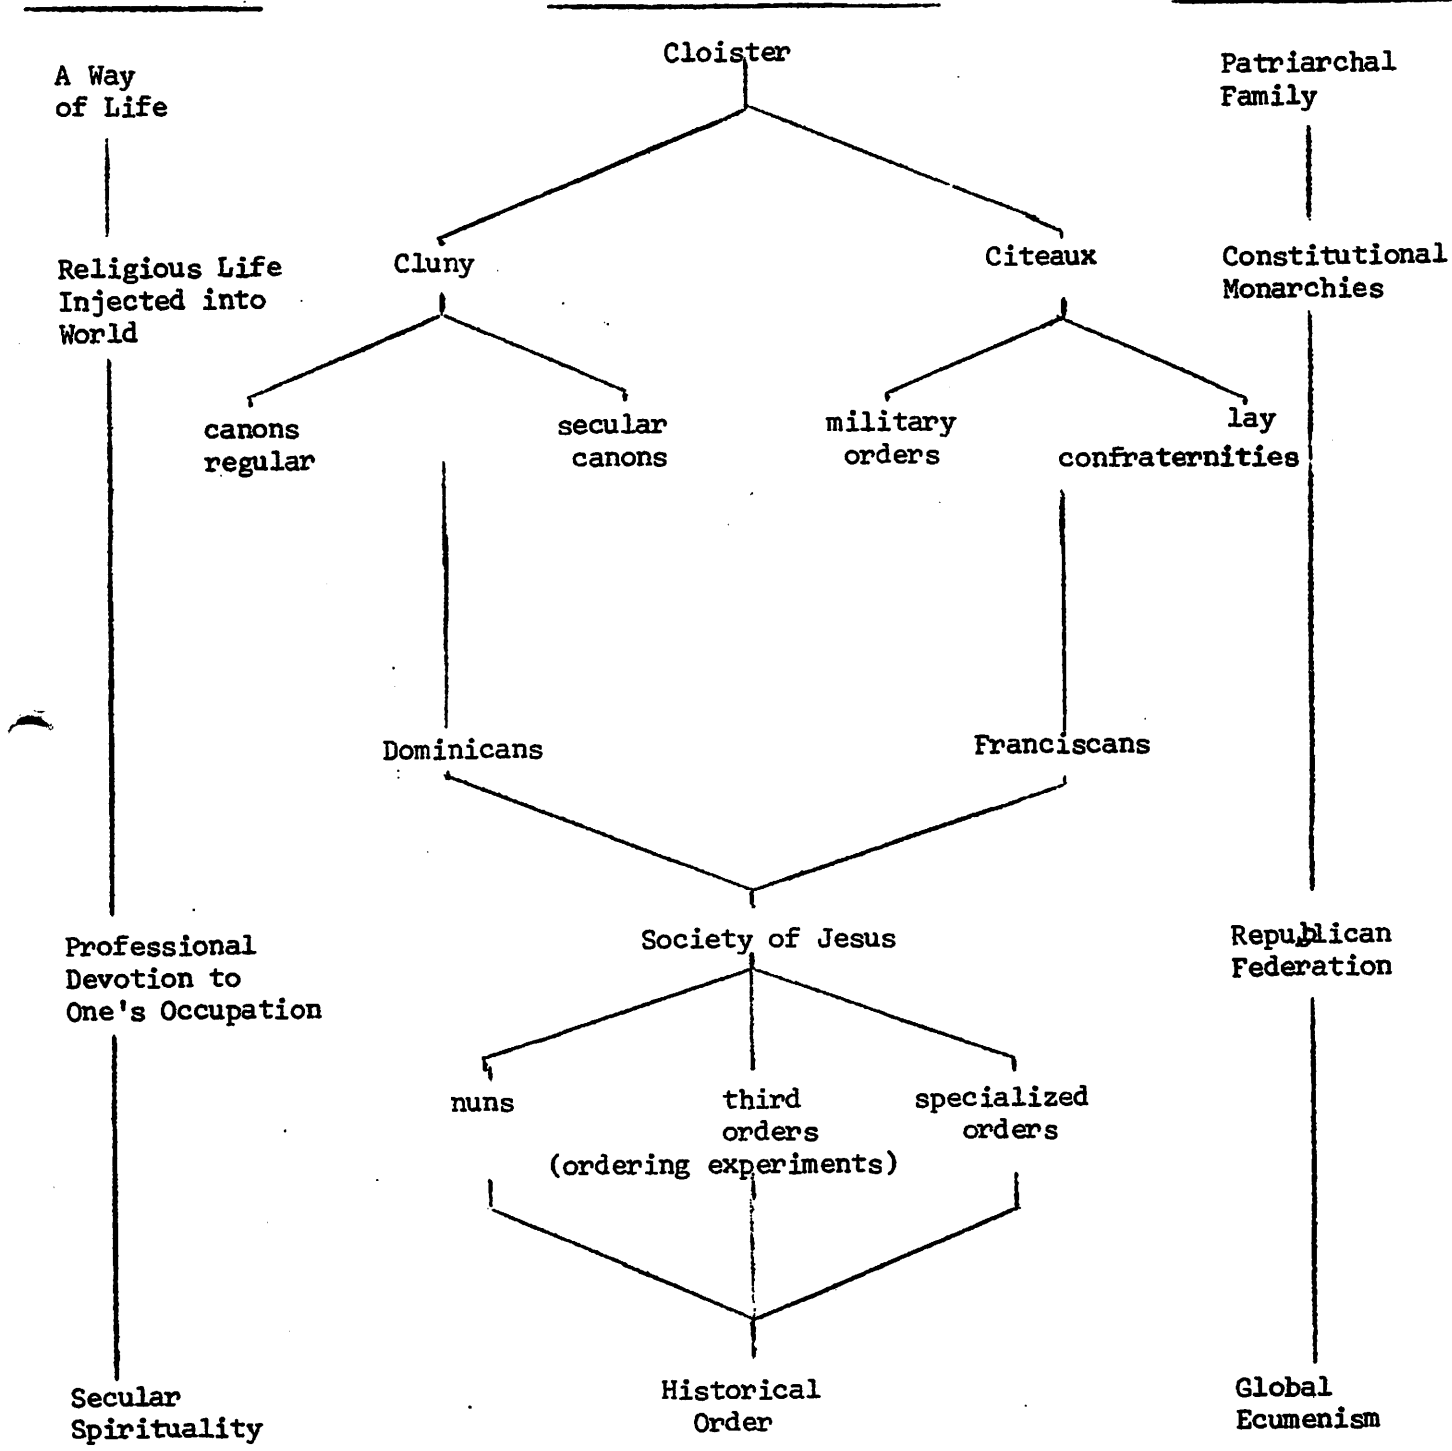 Cloister
A Way
of Life
Patriarchal
Family
Religious Life
Injected into
World
Cluny
Citeaux
Constitutional
Monarchies
canons
regular
secular
canons
military
orders
lay
confraternities
Dominicans
Franciscans
Professional
Devotion to
One's Occupation
Society of Jesus
Republican
Federation
nuns
third
orders
(ordering experiments)
specialized
orders
Secular
Spirituality
Historical
Order
Global
Ecumenism